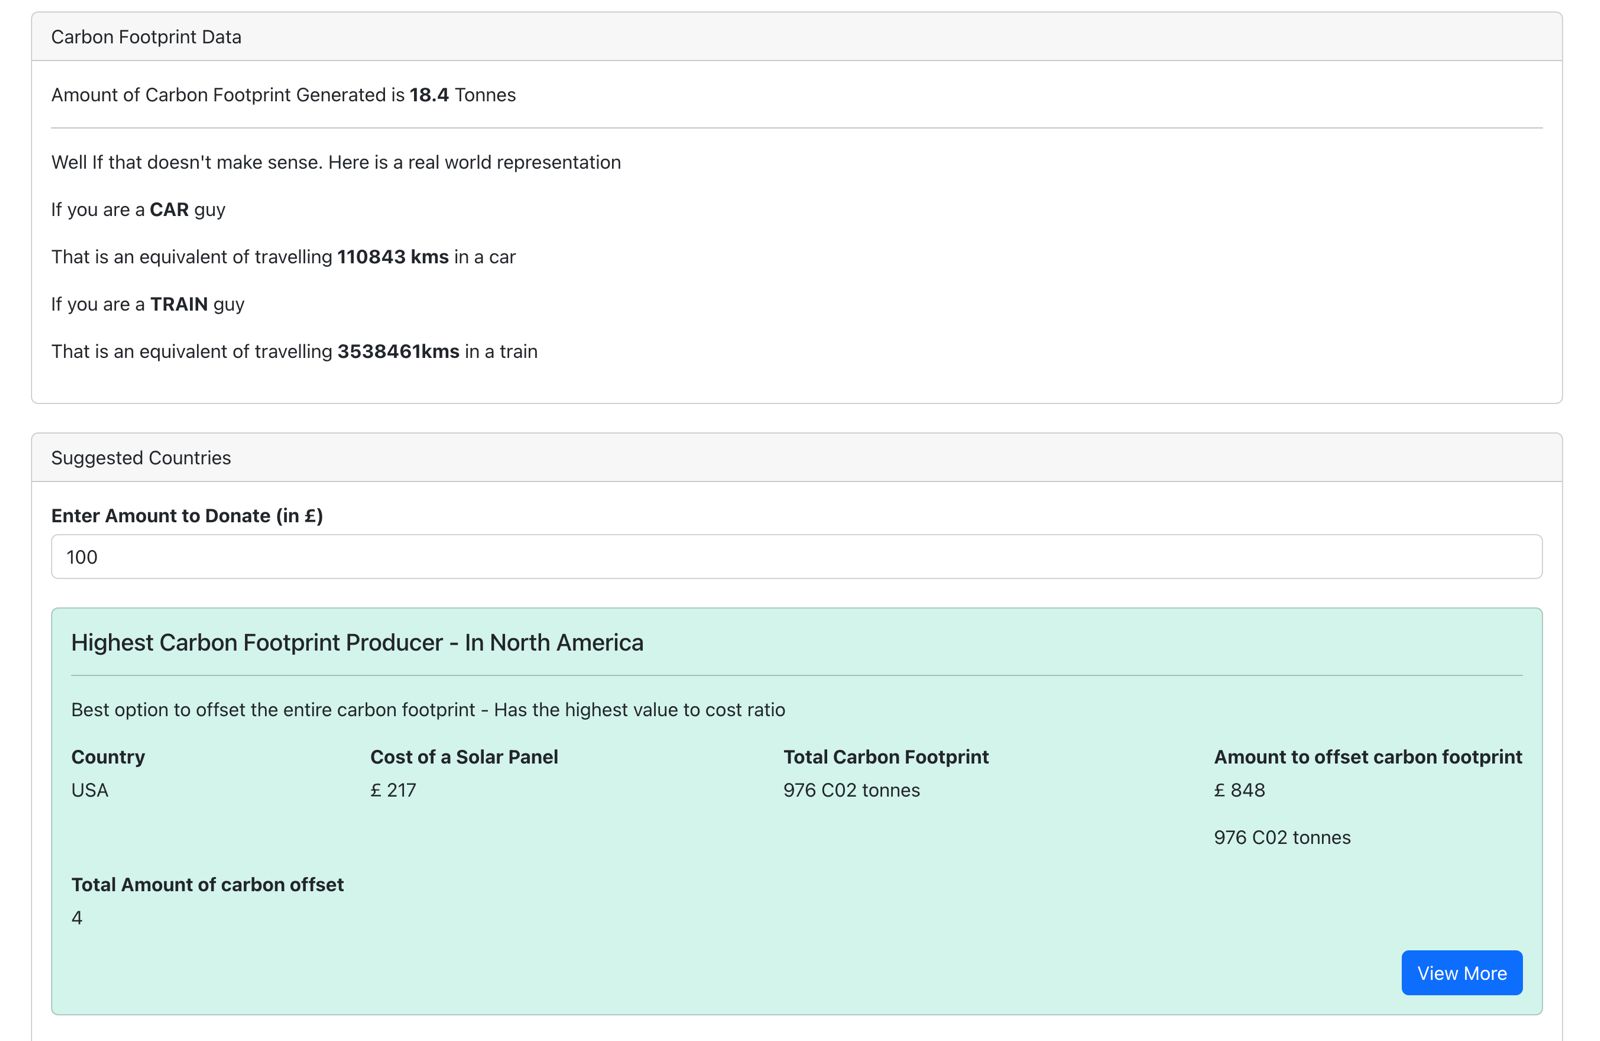 Carbon Footprint Data
Amount of Carbon Footprint Generated is 18.4 Tonnes
Well If that doesn't make sense. Here is a real world representation
If you are a CAR guy
That is an equivalent of travelling 110843 kms in a car
If you are a TRAIN guy
That is an equivalent of travelling 3538461kms in a train
Suggested Countries
Enter Amount to Donate (in £)
100
Highest Carbon Footprint Producer - In North America
Best option to offset the entire carbon footprint - Has the highest value to cost ratio
Country Cost of a Solar Panel Total Carbon Footprint Amount to offset carbon footprint
USA £ 217 976 C02 tonnes £ 848
976 C02 tonnes
Total Amount of carbon offset
4
View More